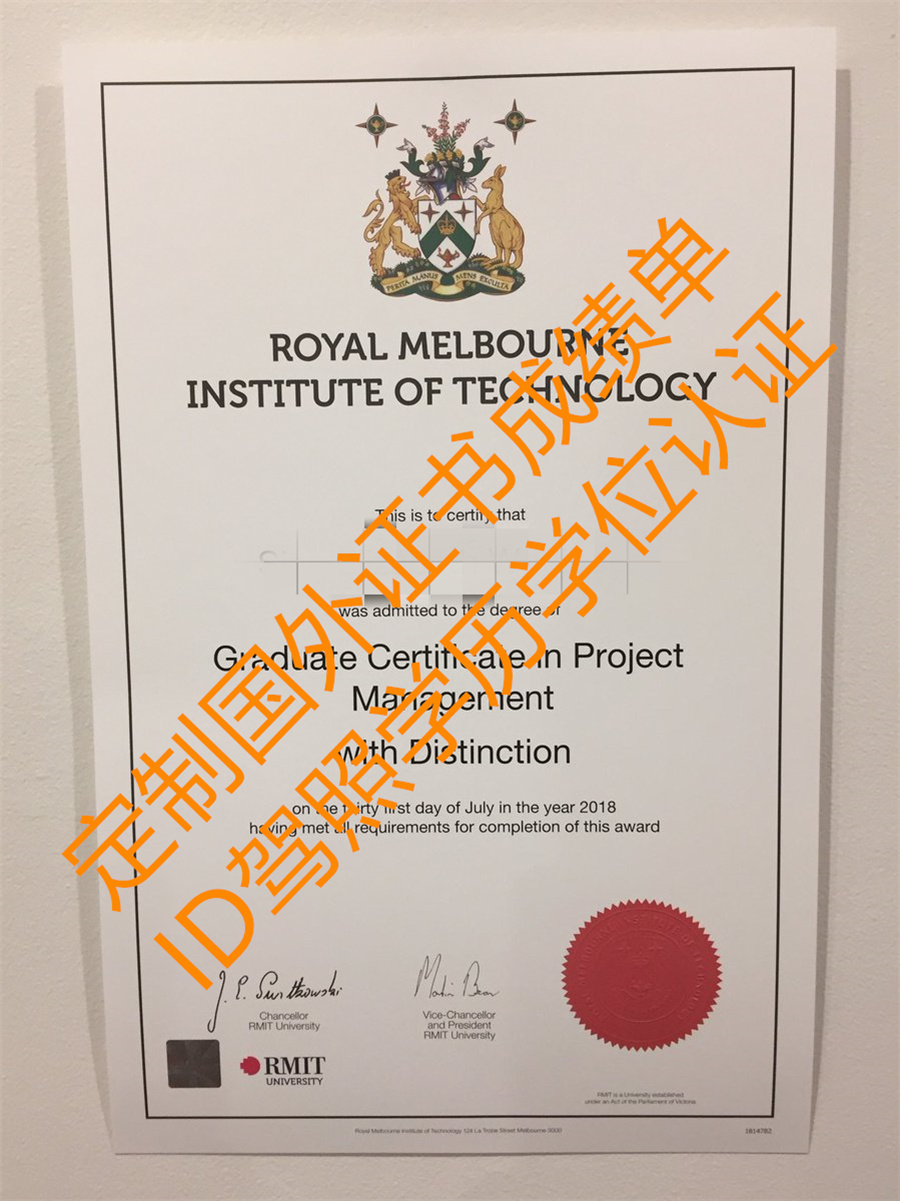 PERITA MANUS MENS EXCULTA
ROYAL MELBOURNE
INSTITUTE OF TECHNOLOGY
This is to certify that
was admitted to the degree of
Graduate Certificate in Project
Management
with Distinction
on the thirty first day of July in the year 2018
having met all requirements for completion of this award
定制国外证书成绩单
ID驾照学历学位认证
Chancellor
RMIT University
Vice-Chancellor
and President
RMIT University
RMIT
UNIVERSITY
RMIT is a University established
under an Act of the Parliament of Victoria
Royal Melbourne Institute of Technology 124 La Trobe Street Melbourne 3000